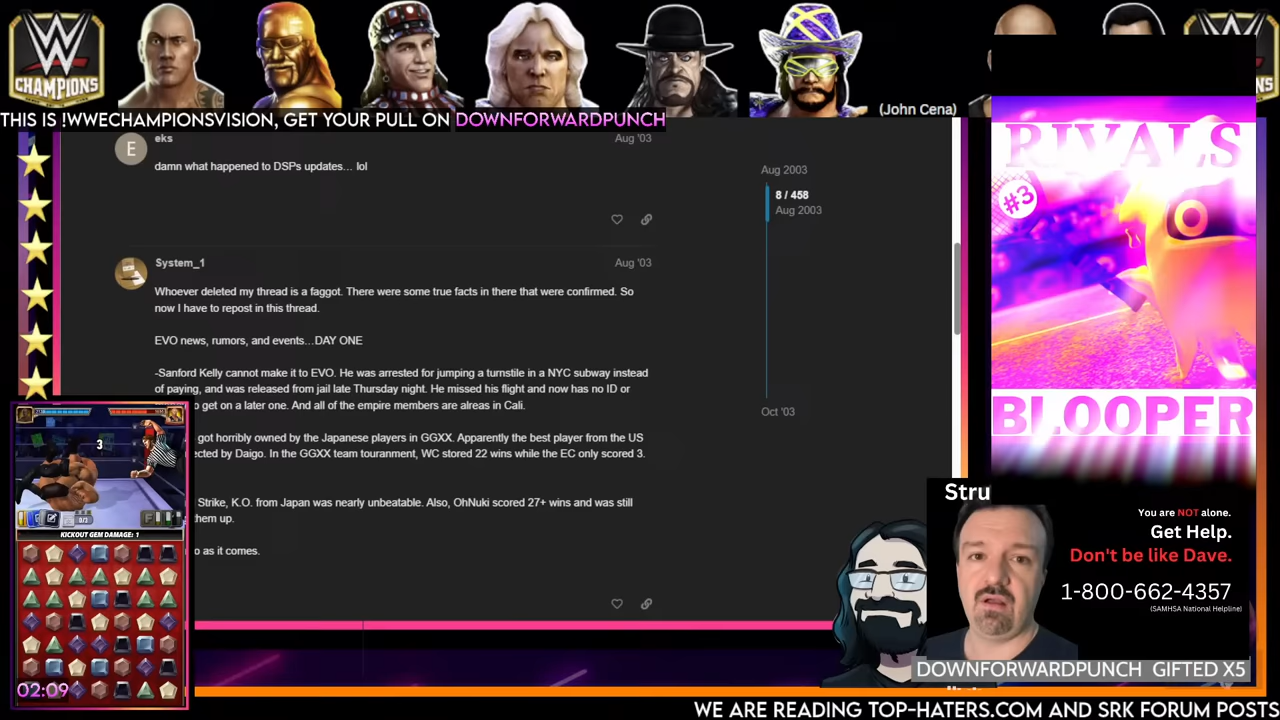 W
CHAMPIONS
(John Cena)
THIS IS !WWECHAMPIONSVISION, GET YOUR PULL ON DOWNFORWARDPUNCH
E
eks
Aug '03
damn what happened to DSPs updates… lol
Aug 2003
8 / 458
Aug 2003
Oct '03
System_1
Aug '03
Whoever deleted my thread is a faggot. There were some true facts in there that were confirmed. So
now I have to repost in this thread.
EVO news, rumors, and events…DAY ONE
-Sanford Kelly cannot make it to EVO. He was arrested for jumping a turnstile in a NYC subway instead
of paying, and was released from jail late Thursday night. He missed his flight and now has no ID or
o get on a later one. And all of the empire members are alreas in Cali.
got horribly owned by the Japanese players in GGXX. Apparently the best player from the US
ected by Daigo. In the GGXX team touranment, WC stored 22 wins while the EC only scored 3.
Strike, K.O. from Japan was nearly unbeatable. Also, OhNuki scored 27+ wins and was still
hem up.
o as it comes.
3
0/3
KICKOUT GEM DAMAGE: 1
02:09
RIVALS
#3
BLOOPER
Stru
You are NOT alone.
Get Help.
Don't be like Dave.
1-800-662-4357
(SAMHSA National Helpline)
DOWNFORWARDPUNCH GIFTED X5
WE ARE READING TOP-HATERS.COM AND SRK FORUM POSTS